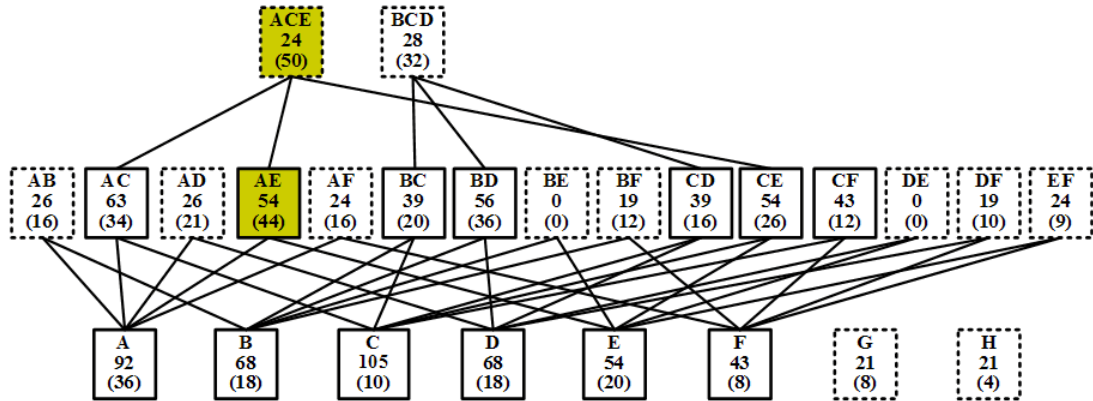 ACE
24
(50)
BCD
28
(32)
AB
26
(16)
AC
63
(34)
AD
26
(21)
AE
54
(44)
AF
24
(16)
BC
39
(20)
BD
56
(36)
BE
0
(0)
BF
19
(12)
CD
39
(16)
CE
54
(26)
CF
43
(12)
DE
0
(0)
DF
19
(10)
EF
24
(9)
A
92
(36)
B
68
(18)
C
105
(10)
D
68
(18)
E
54
(20)
F
43
(8)
G
21
(8)
H
21
(4)